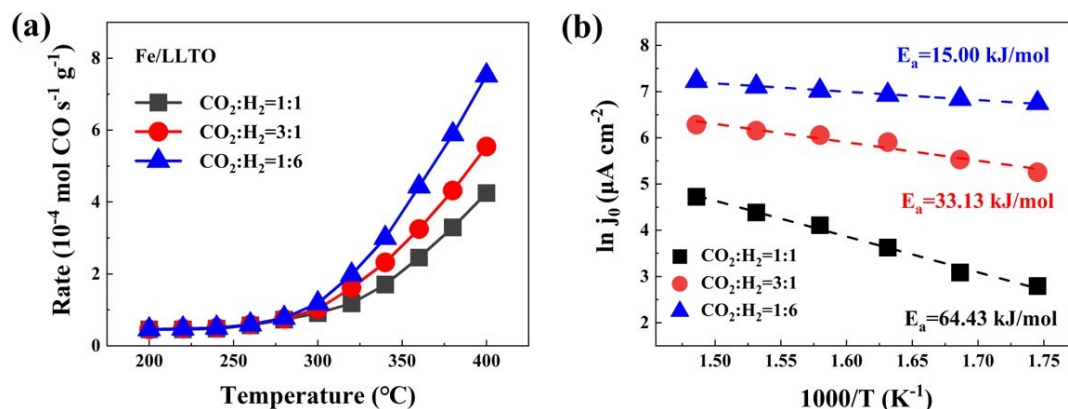 (a)
Fe/LLTO
CO₂:H₂=1:1
CO₂:H₂=3:1
CO₂:H₂=1:6
Rate (10⁻⁴ mol CO s⁻¹ g⁻¹)
8
6
4
2
0
200 250 300 350 400
Temperature (℃)
(b)
Eₐ=15.00 kJ/mol
Eₐ=33.13 kJ/mol
CO₂:H₂=1:1
CO₂:H₂=3:1
CO₂:H₂=1:6
Eₐ=64.43 kJ/mol
ln j₀ (μA cm⁻²)
8
7
6
5
4
3
2
1.50 1.55 1.60 1.65 1.70 1.75
1000/T (K⁻¹)